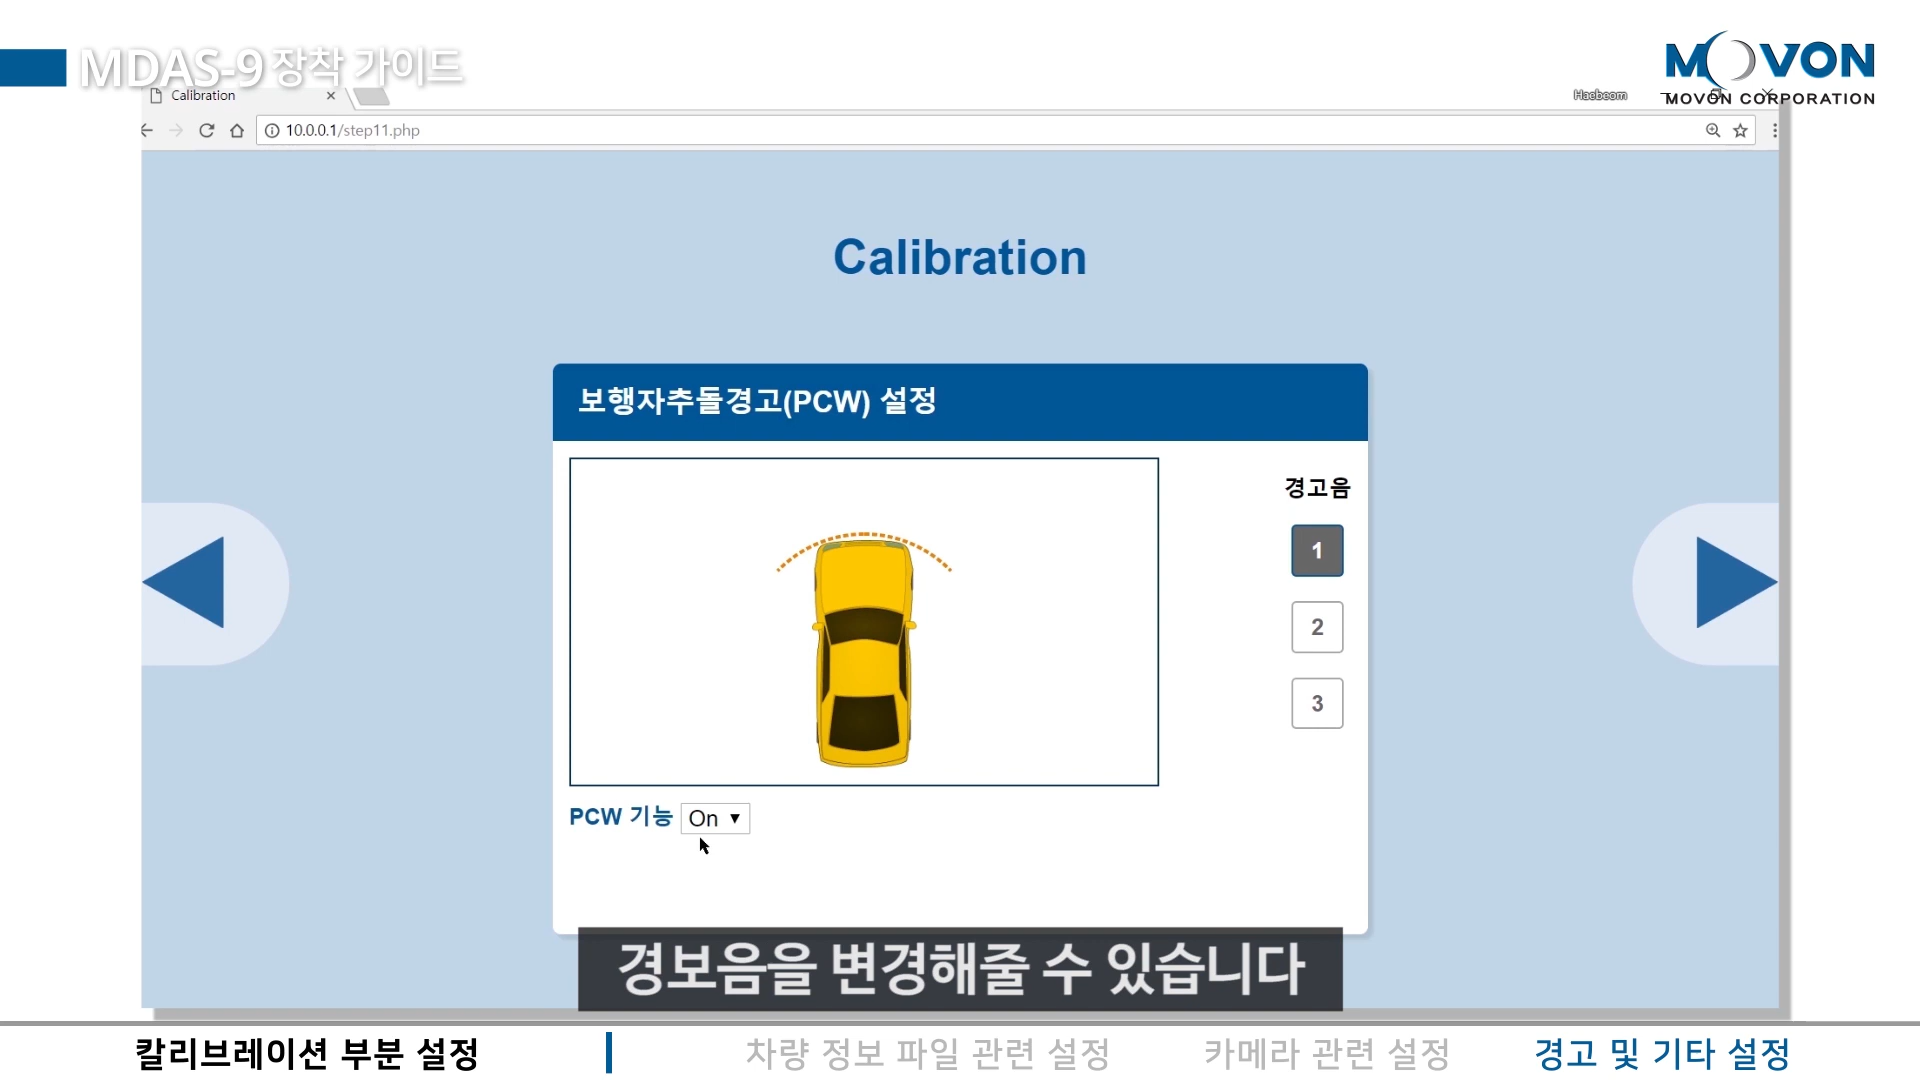 MDAS-9 장착 가이드
MOVON
MOVON CORPORATION
Calibration
Haebeom
10.0.0.1/step11.php
Calibration
보행자추돌경고(PCW) 설정
경고음
1
2
3
PCW 기능 On
경보음을 변경해줄 수 있습니다
칼리브레이션 부분 설정
차량 정보 파일 관련 설정
카메라 관련 설정
경고 및 기타 설정